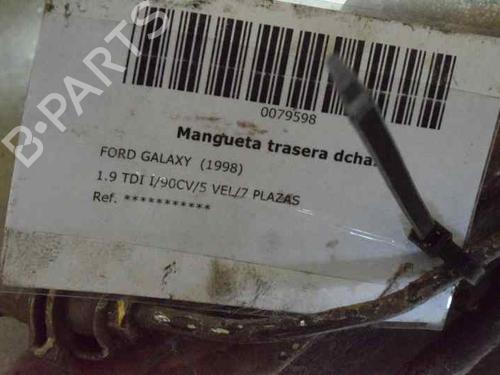 0079598
Mangueta trasera dcha.
FORD GALAXY (1998)
1.9 TDI I/90CV/5 VEL/7 PLAZAS
Ref. ***********
B-PARTS